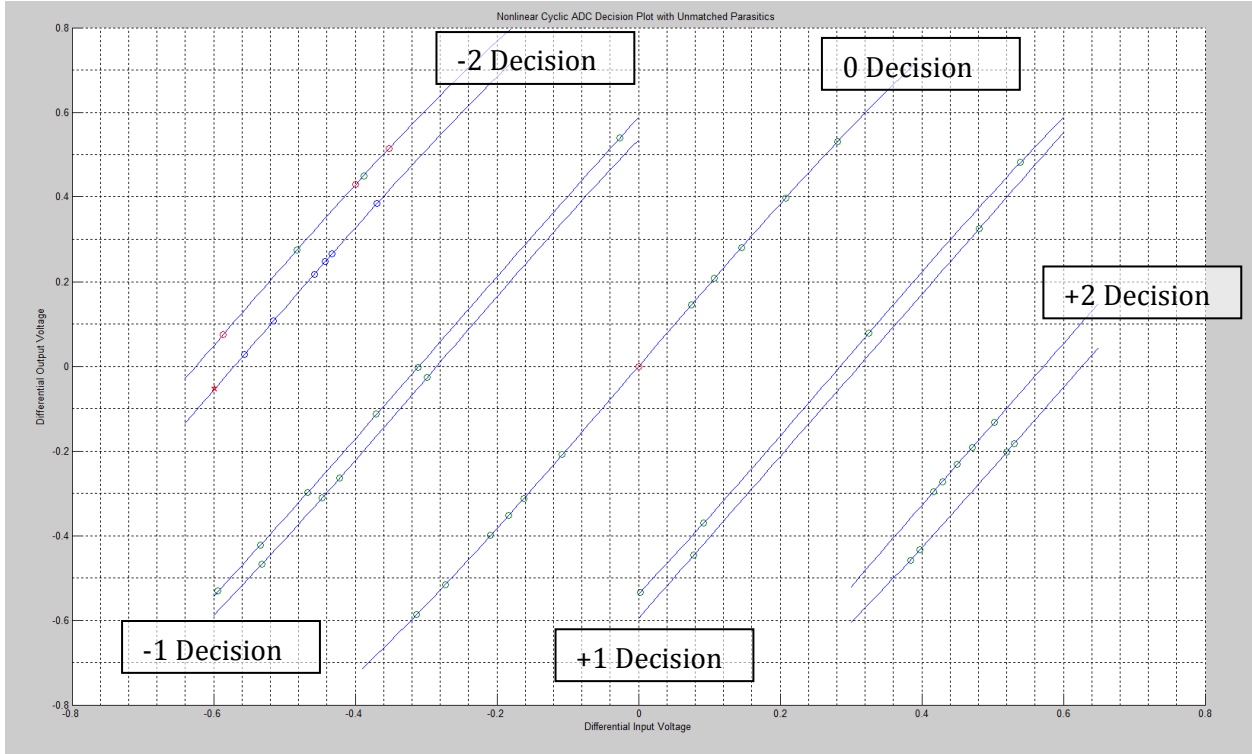 Nonlinear Cyclic ADC Decision Plot with Unmatched Parasitics
0.8
-2 Decision
0 Decision
0.6
0.4
0.2
+2 Decision
0
Differential Output Voltage
-0.2
-0.4
-0.6
-1 Decision
+1 Decision
-0.8
-0.8
-0.6
-0.4
-0.2
0
0.2
0.4
0.6
0.8
Differential Input Voltage